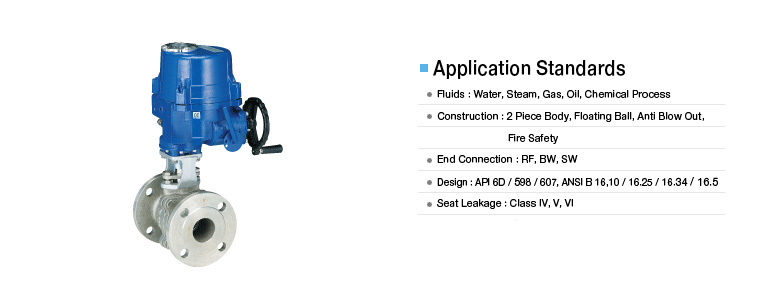 Application Standards
Fluids : Water, Steam, Gas, Oil, Chemical Process
Construction : 2 Piece Body, Floating Ball, Anti Blow Out,
Fire Safety
End Connection : RF, BW, SW
Design : API 6D / 598 / 607, ANSI B 16,10 / 16.25 / 16.34 / 16.5
Seat Leakage : Class IV, V, VI